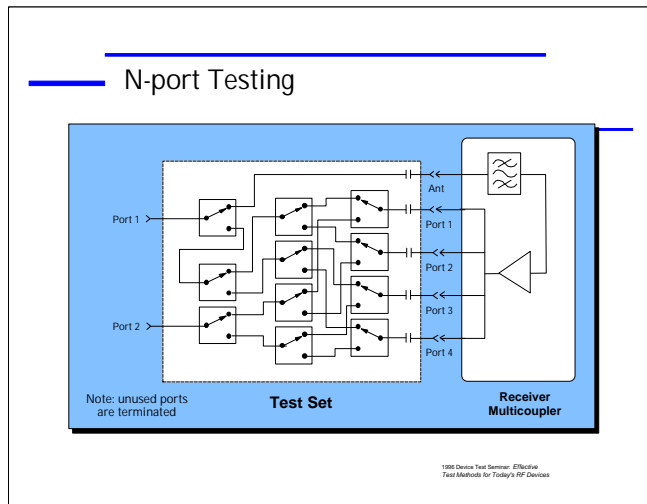 N-port Testing
Ant
Port 1
Port 1
Port 2
Port 3
Port 2
Port 4
Note: unused ports
are terminated
Test Set
Receiver
Multicoupler
1996 Device Test Seminar: Effective
Test Methods for Today's RF Devices